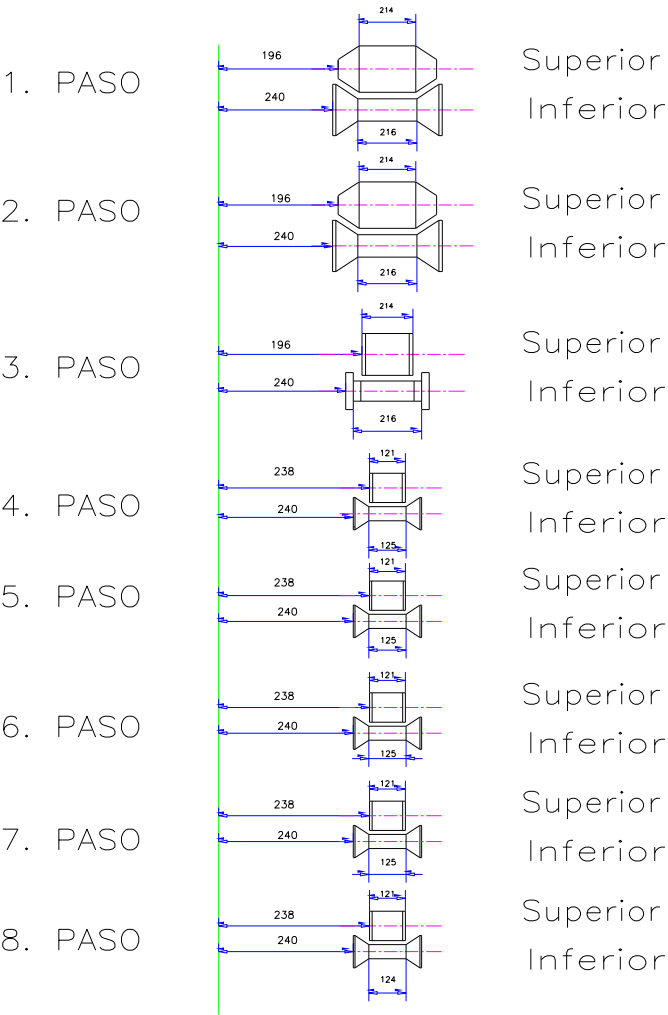 214
196
1. PASO
Superior
240
Inferior
216
214
196
2. PASO
Superior
240
Inferior
216
214
196
3. PASO
Superior
240
Inferior
216
121
238
4. PASO
Superior
240
Inferior
125
121
238
5. PASO
Superior
240
Inferior
125
121
238
6. PASO
Superior
240
Inferior
125
121
238
7. PASO
Superior
240
Inferior
125
121
238
8. PASO
Superior
240
Inferior
124